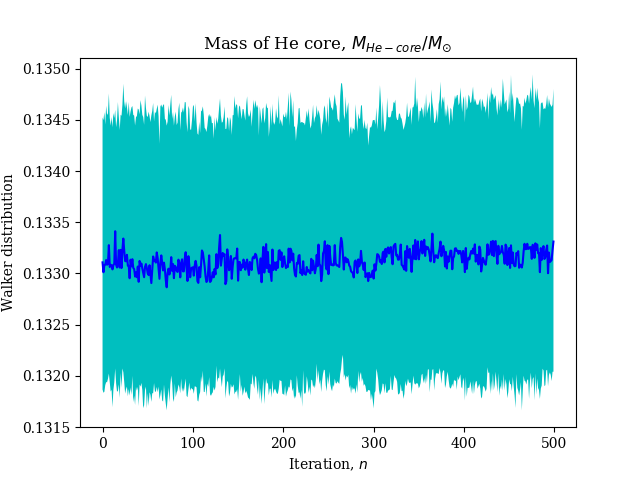 Mass of He core, $M_{He-core}/M_{\odot}$
Walker distribution
0.1350
0.1345
0.1340
0.1335
0.1330
0.1325
0.1320
0.1315
0 100 200 300 400 500
Iteration, $n$